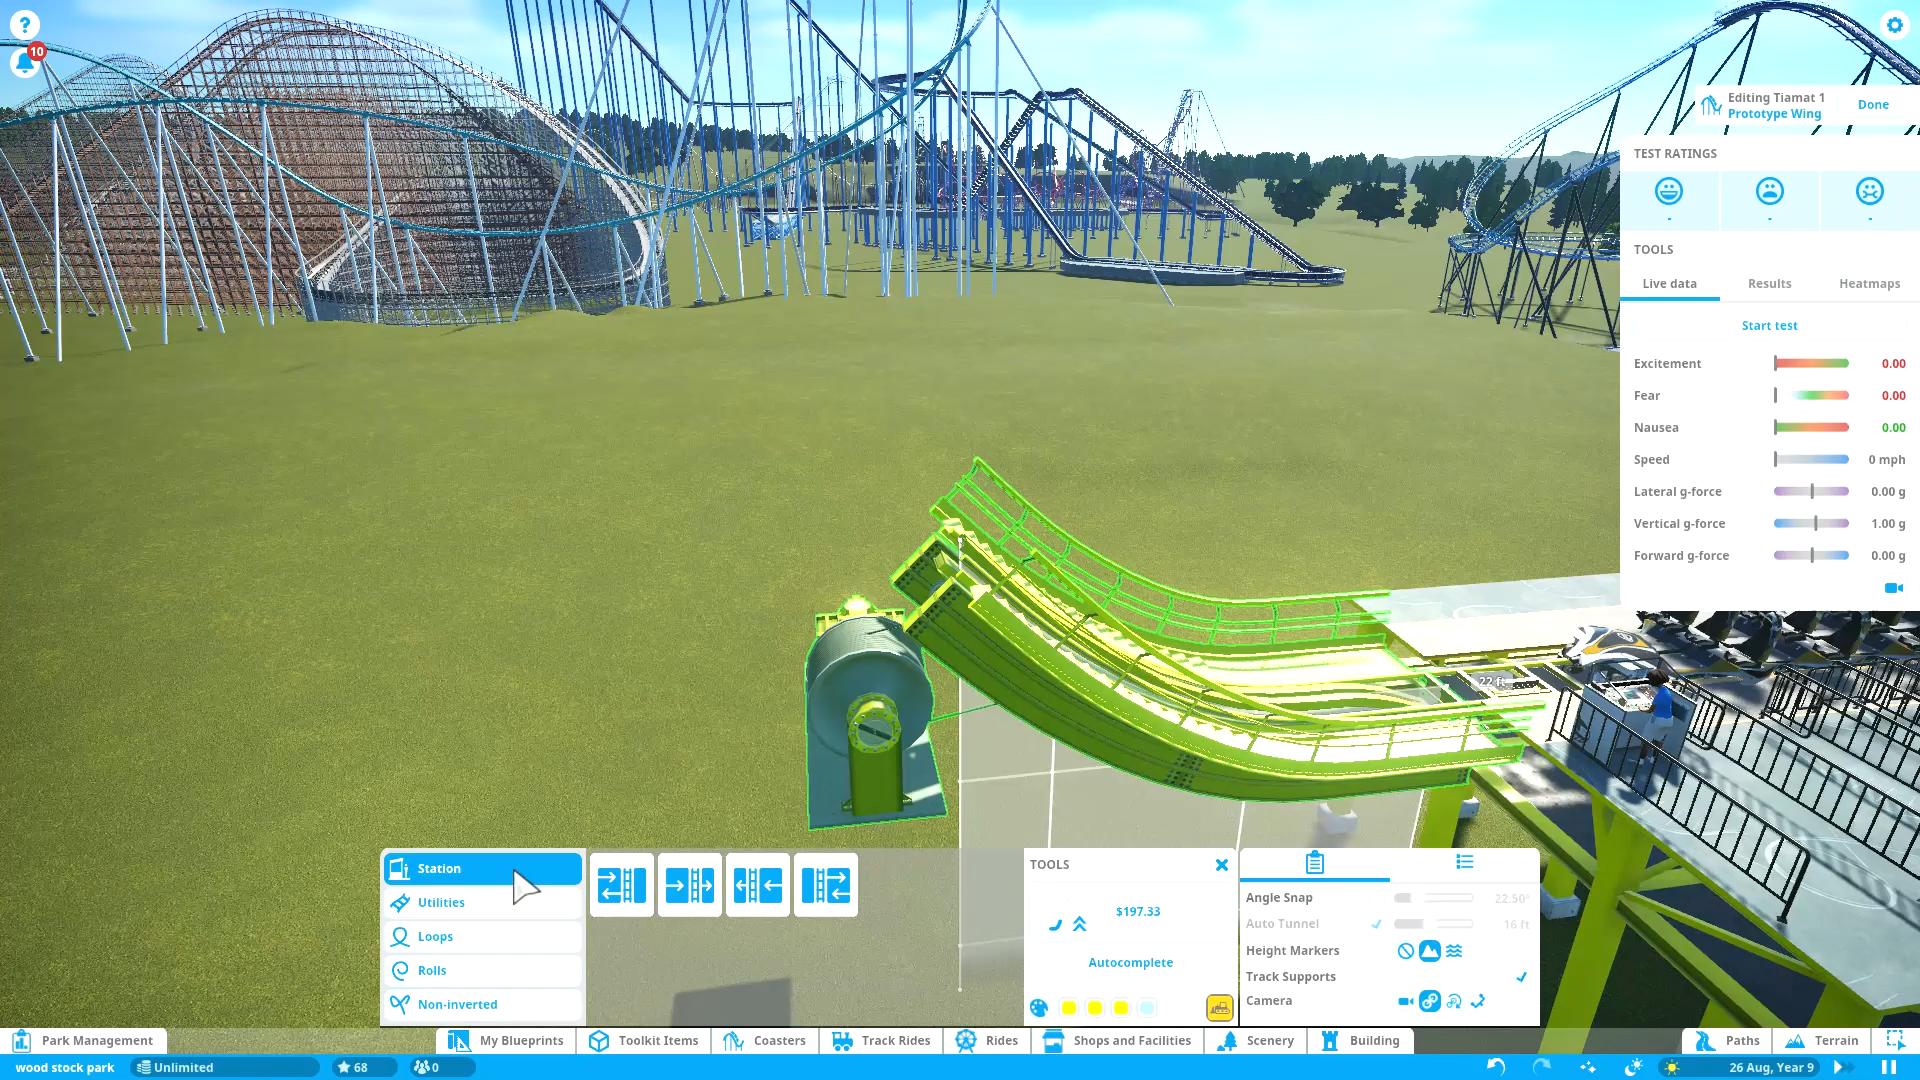 ?
10
Editing Tiamat 1
Prototype Wing
Done
TEST RATINGS
-
-
-
TOOLS
Live data
Results
Heatmaps
Start test
Excitement
0.00
Fear
0.00
Nausea
0.00
Speed
0 mph
Lateral g-force
0.00 g
Vertical g-force
1.00 g
Forward g-force
0.00 g
22 ft
Station
Utilities
Loops
Rolls
Non-inverted
TOOLS
$197.33
Autocomplete
Angle Snap
22.50°
Auto Tunnel
16 ft
Height Markers
Track Supports
Camera
Park Management
My Blueprints
Toolkit Items
Coasters
Track Rides
Rides
Shops and Facilities
Scenery
Building
Paths
Terrain
wood stock park
Unlimited
68
0
26 Aug, Year 9